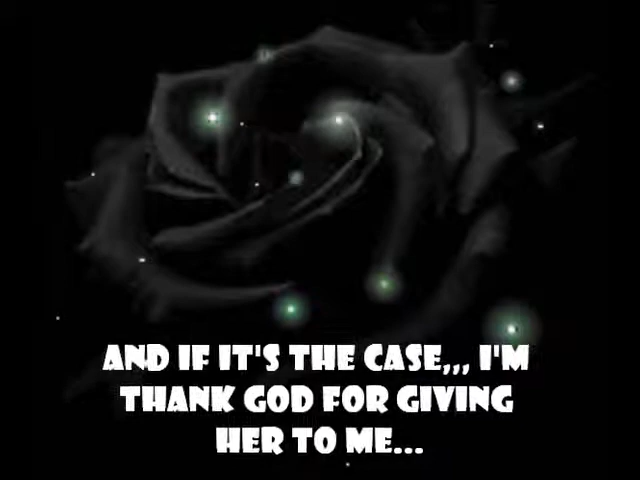 AND IF IT'S THE CASE,,, I'M
THANK GOD FOR GIVING
HER TO ME...